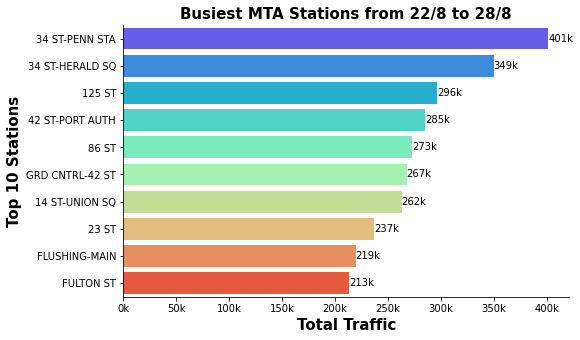 Busiest MTA Stations from 22/8 to 28/8
Top 10 Stations
34 ST-PENN STA 401k
34 ST-HERALD SQ 349k
125 ST 296k
42 ST-PORT AUTH 285k
86 ST 273k
GRD CNTRL-42 ST 267k
14 ST-UNION SQ 262k
23 ST 237k
FLUSHING-MAIN 219k
FULTON ST 213k
0k 50k 100k 150k 200k 250k 300k 350k 400k
Total Traffic